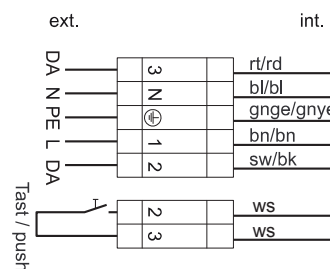 ext. int.
DA 3 rt/rd
N N bl/bl
PE gnge/gnye
L 1 bn/bn
DA 2 sw/bk
Tast / push
2 ws
3 ws